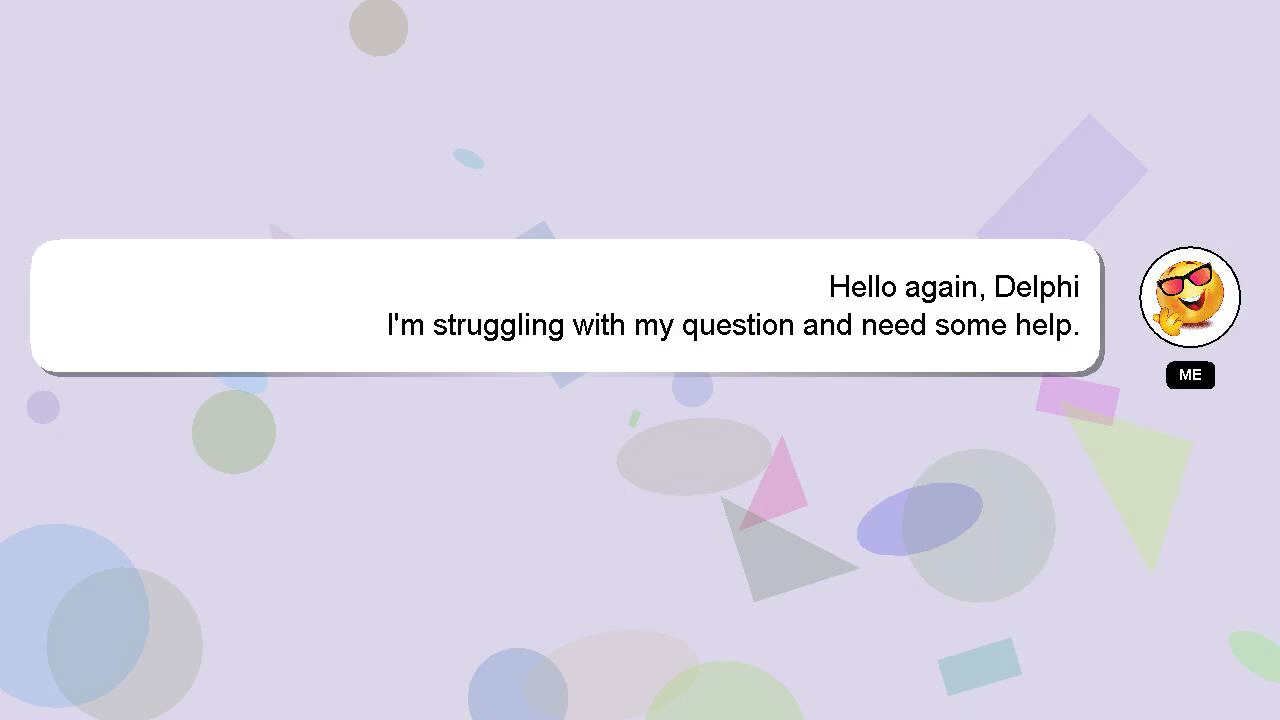 Hello again, Delphi
I'm struggling with my question and need some help.
ME